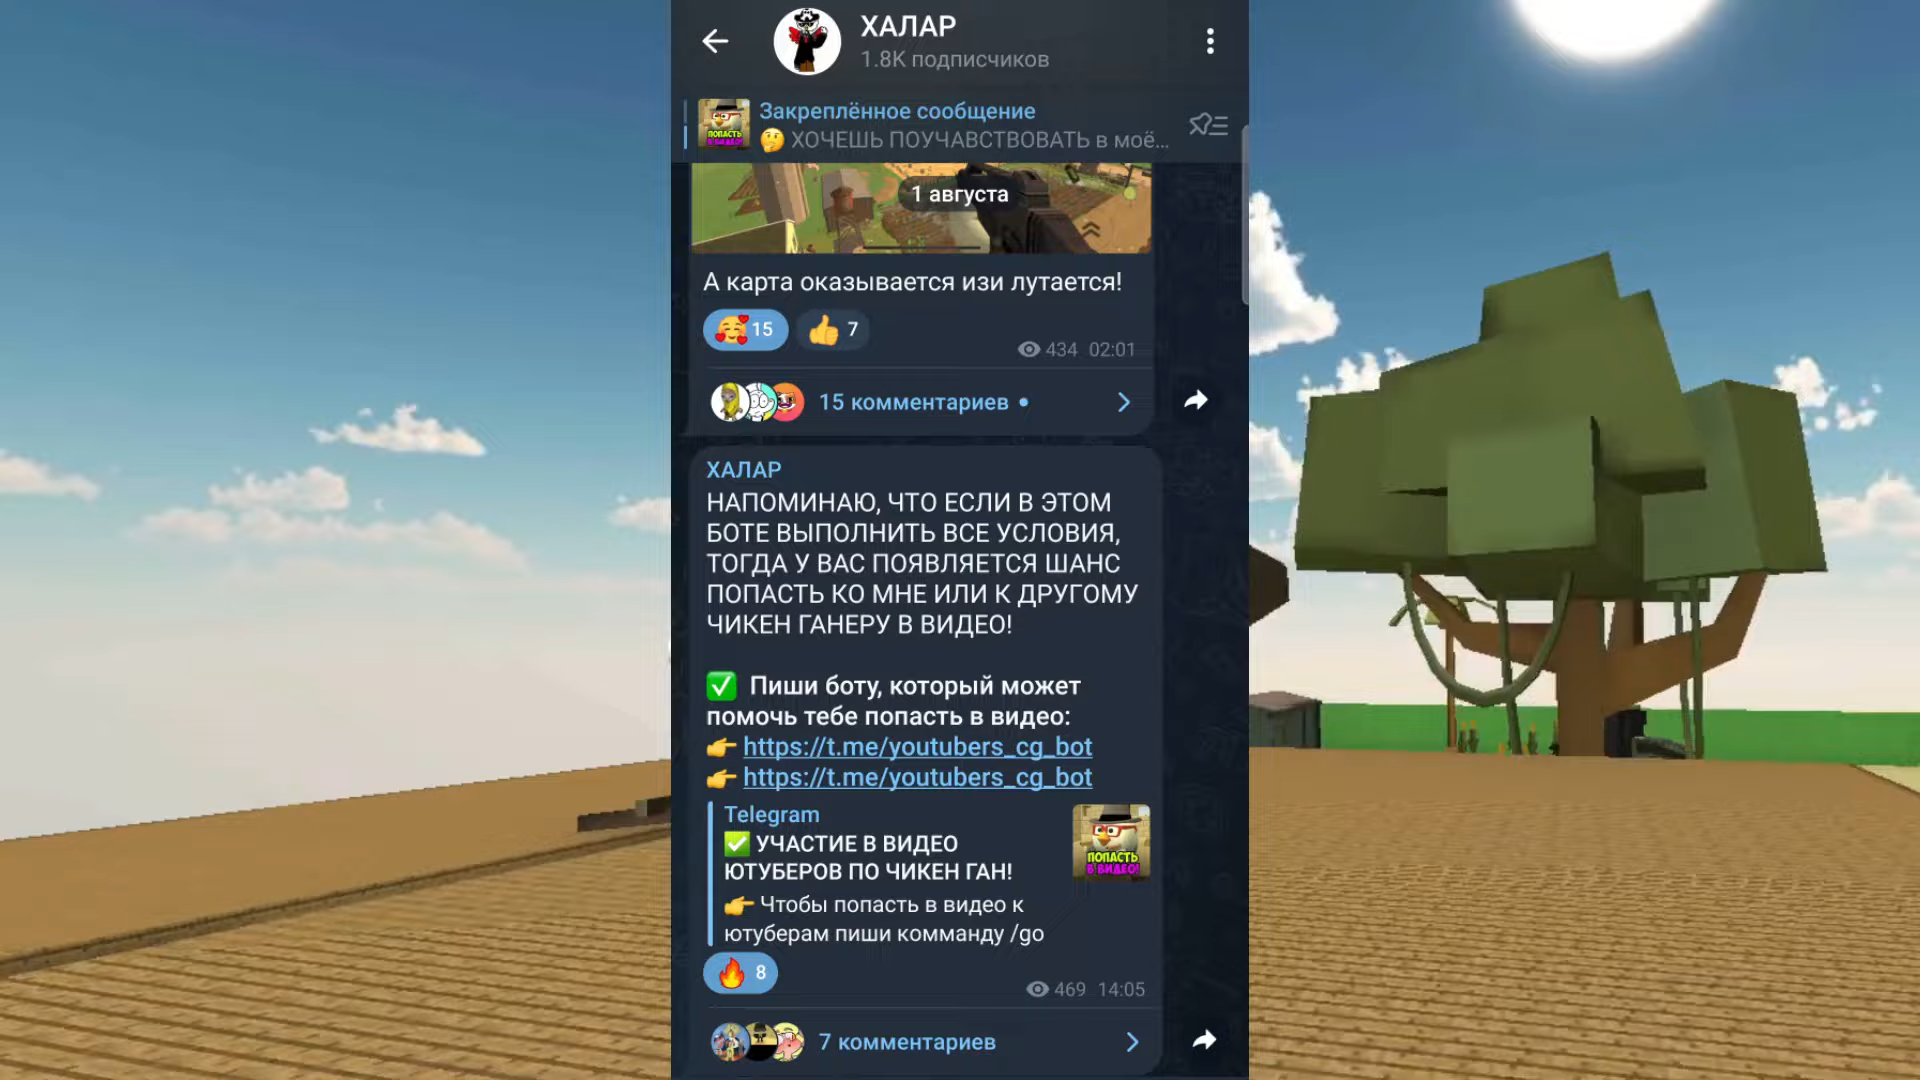 ХАЛАР
1.8K подписчиков
Закреплённое сообщение
🤔 ХОЧЕШЬ ПОУЧАВСТВОВАТЬ в моё...
ПОПАСТЬ
В ВИДЕО!
1 августа
А карта оказывается изи лутается!
🥰 15 👍 7
434 02:01
15 комментариев •
ХАЛАР
НАПОМИНАЮ, ЧТО ЕСЛИ В ЭТОМ
БОТЕ ВЫПОЛНИТЬ ВСЕ УСЛОВИЯ,
ТОГДА У ВАС ПОЯВЛЯЕТСЯ ШАНС
ПОПАСТЬ КО МНЕ ИЛИ К ДРУГОМУ
ЧИКЕН ГАНЕРУ В ВИДЕО!
✅ Пиши боту, который может
помочь тебе попасть в видео:
👉 https://t.me/youtubers_cg_bot
👉 https://t.me/youtubers_cg_bot
Telegram
✅ УЧАСТИЕ В ВИДЕО
ЮТУБЕРОВ ПО ЧИКЕН ГАН!
👉 Чтобы попасть в видео к
ютуберам пиши комманду /go
ПОПАСТЬ
В ВИДЕО!
🔥 8
469 14:05
7 комментариев